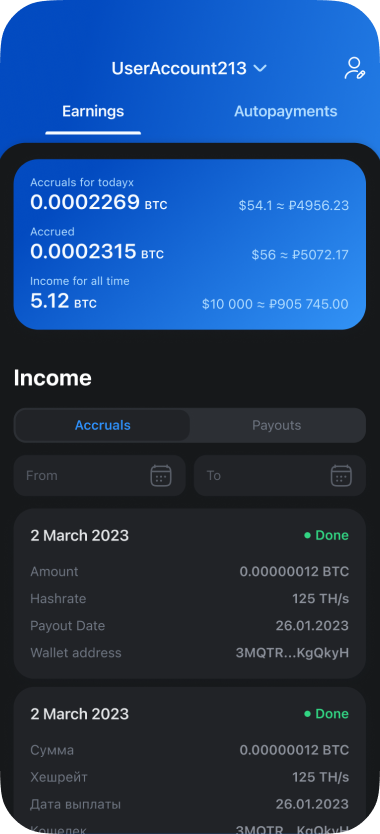 UserAccount213
Earnings Autopayments
Accruals for todayx
0.0002269 BTC $54.1 ≈ ₽4956.23
Accrued
0.0002315 BTC $56 ≈ ₽5072.17
Income for all time
5.12 BTC $10 000 ≈ ₽905 745.00
Income
Accruals Payouts
From To
2 March 2023 Done
Amount 0.00000012 BTC
Hashrate 125 TH/s
Payout Date 26.01.2023
Wallet address 3MQTR...KgQkyH
2 March 2023 Done
Сумма 0.00000012 BTC
Хешрейт 125 TH/s
Дата выплаты 26.01.2023
Кошелек 3MQTR...KgQkyH